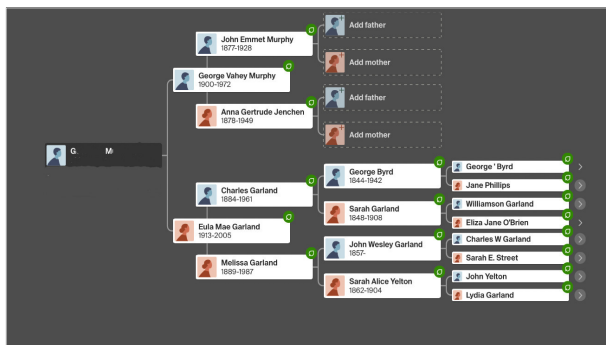 John Emmet Murphy
1877-1928
Add father
Add mother
George Vahey Murphy
1900-1972
Anna Gertrude Jenchen
1878-1949
Add father
Add mother
G. M
Charles Garland
1884-1961
George Byrd
1844-1942
George ' Byrd
Jane Phillips
Sarah Garland
1848-1908
Williamson Garland
Eliza Jane O'Brien
Eula Mae Garland
1913-2005
Melissa Garland
1889-1987
John Wesley Garland
1857-
Charles W Garland
Sarah E. Street
Sarah Alice Yelton
1862-1904
John Yelton
Lydia Garland